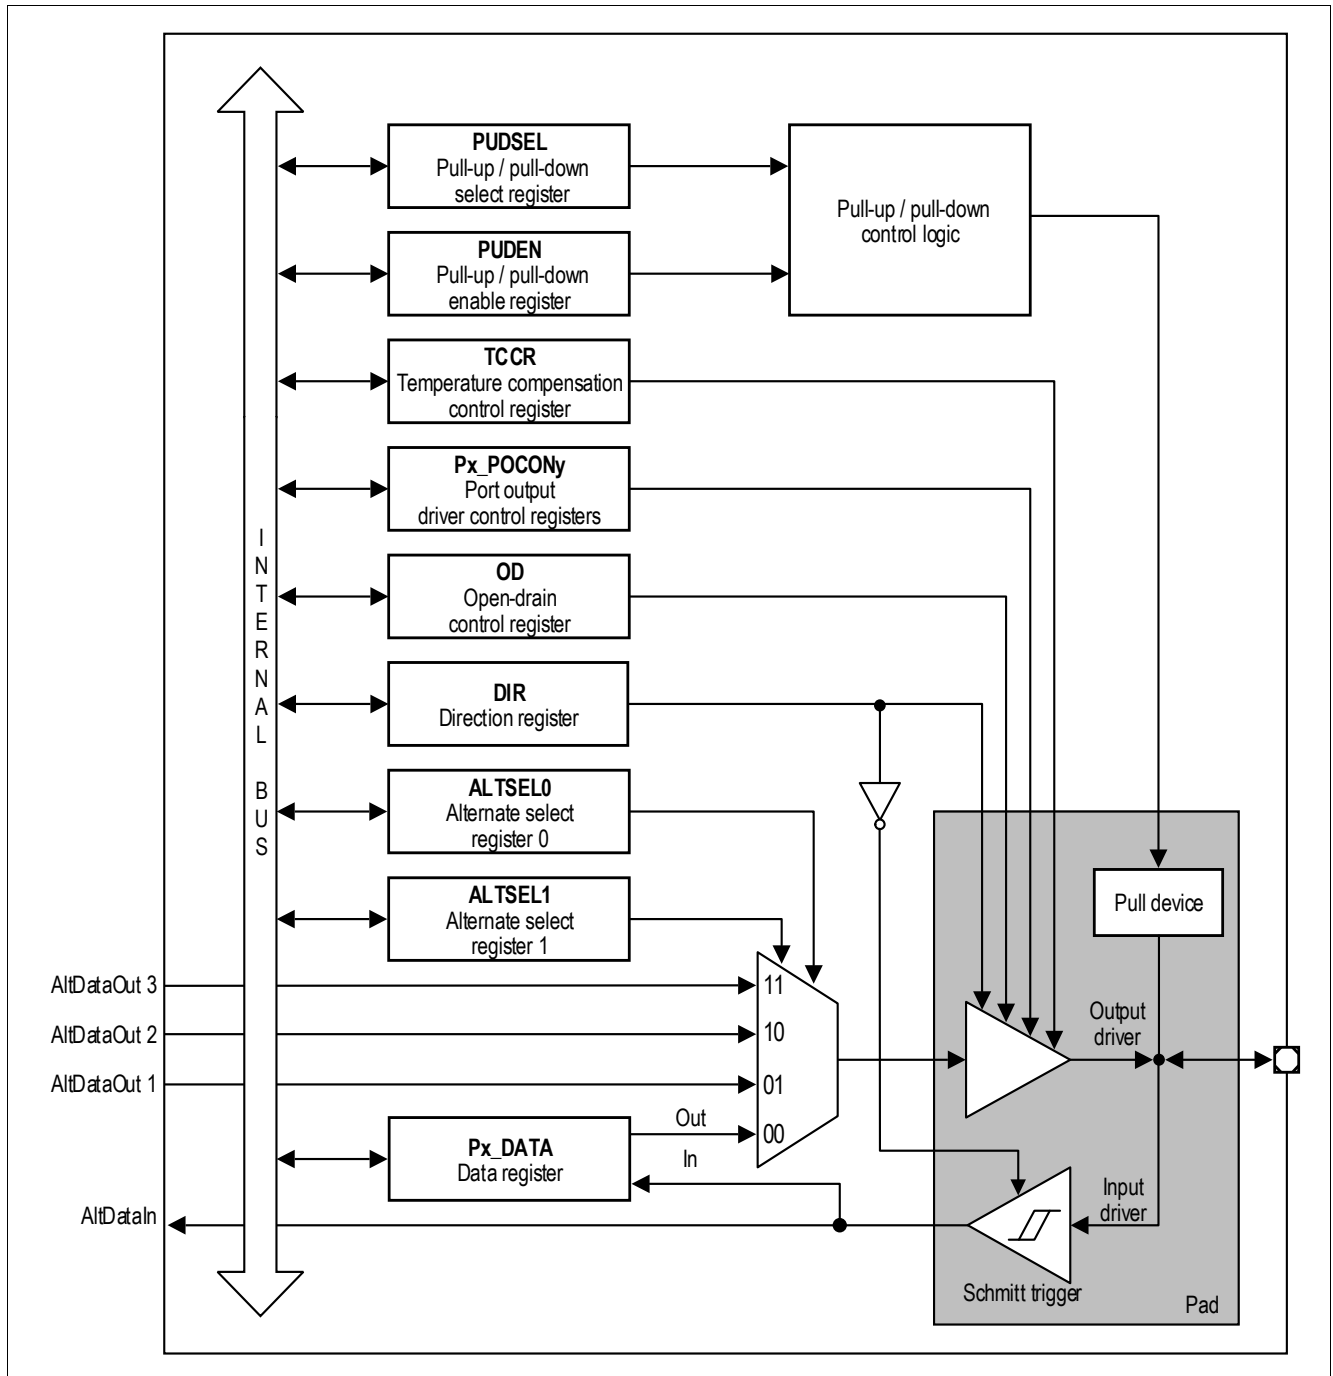 PUDSEL
Pull-up / pull-down
select register
Pull-up / pull-down
control logic
PUDEN
Pull-up / pull-down
enable register
TCCR
Temperature compensation
control register
Px_POCONy
Port output
driver control registers
INTERNAL BUS
OD
Open-drain
control register
DIR
Direction register
ALTSEL0
Alternate select
register 0
ALTSEL1
Alternate select
register 1
Pull device
AltDataOut 3
11
AltDataOut 2
10
Output
driver
AltDataOut 1
01
Out
00
Px_DATA
Data register
In
AltDataIn
Input
driver
Schmitt trigger
Pad